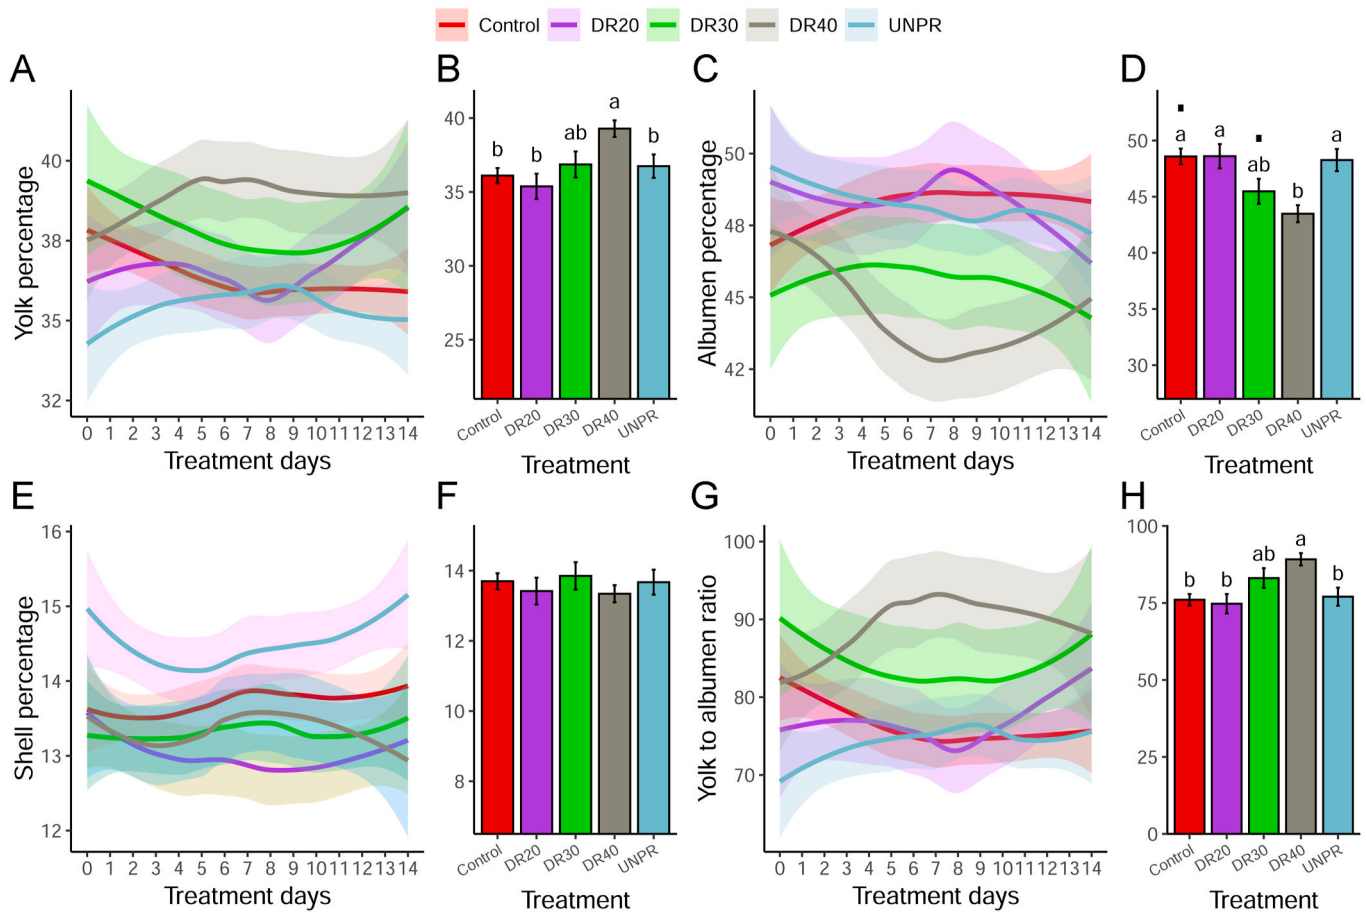 Control DR20 DR30 DR40 UNPR
A
Yolk percentage
40
38
35
32
0 1 2 3 4 5 6 7 8 9 10 11 12 13 14
Treatment days
B
40
35
30
25
b b ab a b
Control DR20 DR30 DR40 UNPR
Treatment
C
Albumen percentage
50
48
45
42
0 1 2 3 4 5 6 7 8 9 10 11 12 13 14
Treatment days
D
50
45
40
35
30
a a ab b a
Control DR20 DR30 DR40 UNPR
Treatment
E
Shell percentage
16
15
14
13
12
0 1 2 3 4 5 6 7 8 9 10 11 12 13 14
Treatment days
F
14
12
10
8
Control DR20 DR30 DR40 UNPR
Treatment
G
Yolk to albumen ratio
100
90
80
70
0 1 2 3 4 5 6 7 8 9 10 11 12 13 14
Treatment days
H
100
75
50
25
0
b b ab a b
Control DR20 DR30 DR40 UNPR
Treatment